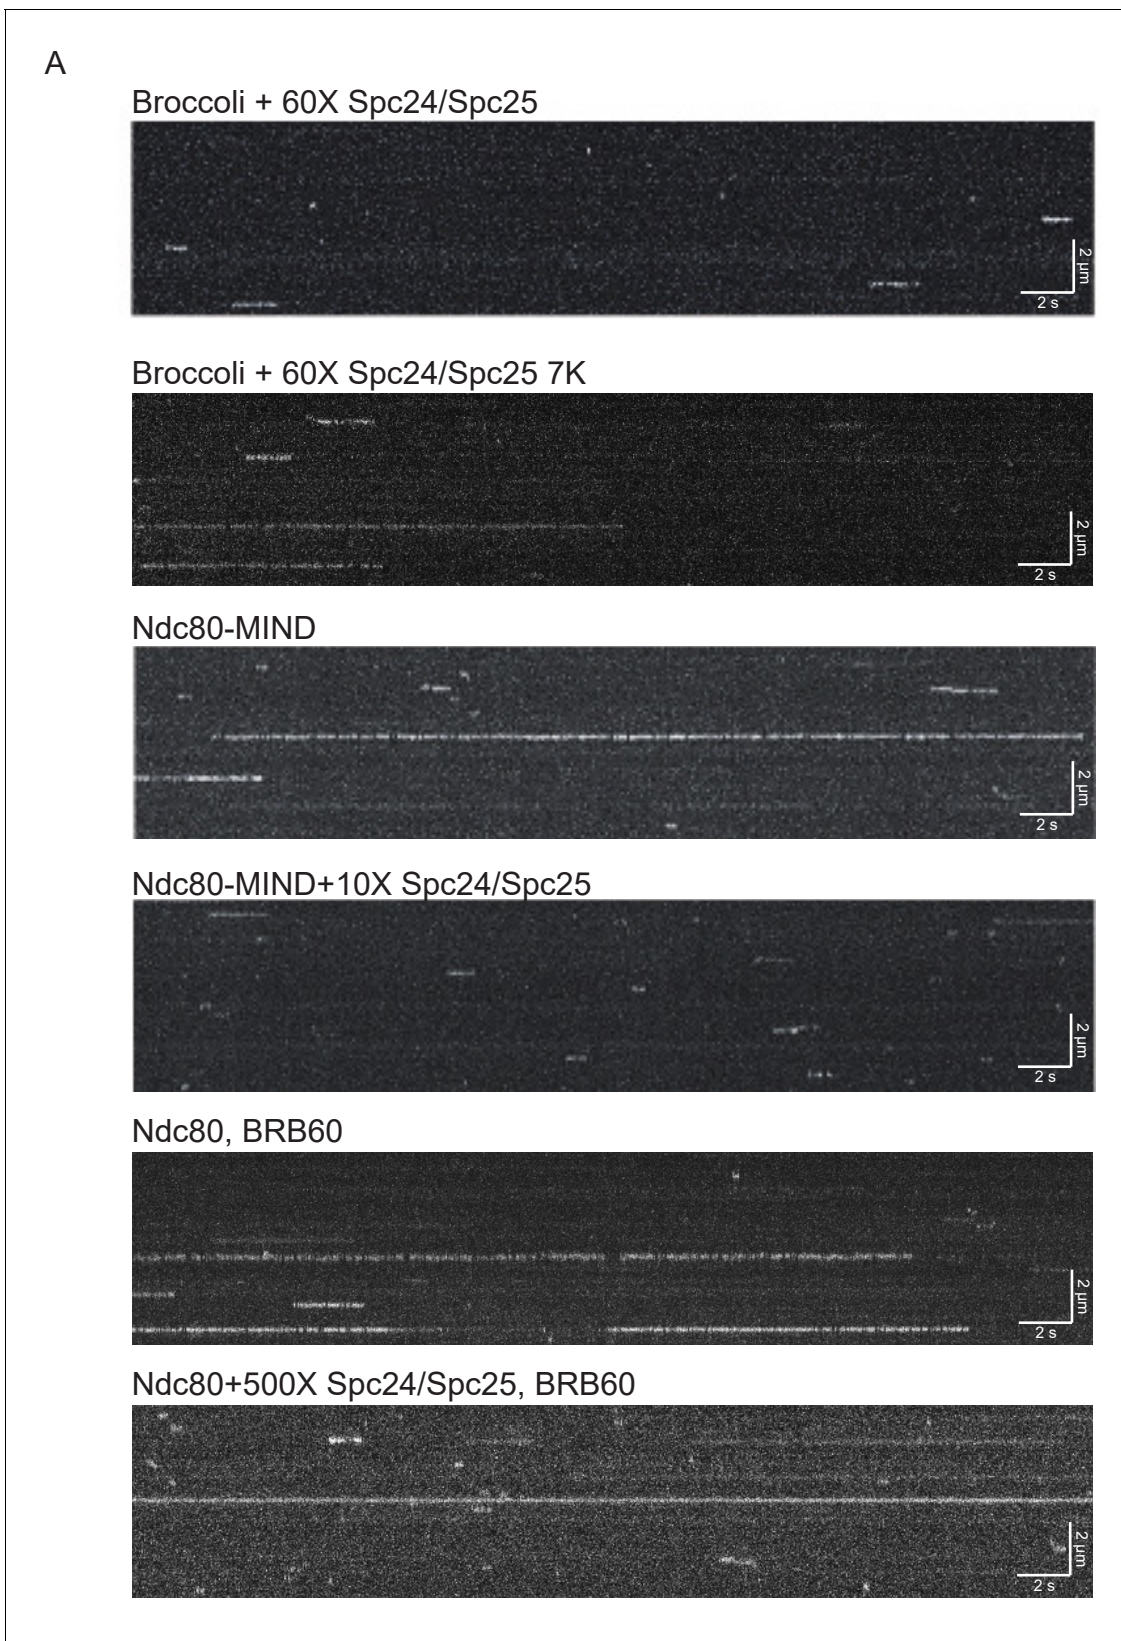 A
Broccoli + 60X Spc24/Spc25
2 µm
2 s
Broccoli + 60X Spc24/Spc25 7K
2 µm
2 s
Ndc80-MIND
2 µm
2 s
Ndc80-MIND+10X Spc24/Spc25
2 µm
2 s
Ndc80, BRB60
2 µm
2 s
Ndc80+500X Spc24/Spc25, BRB60
2 µm
2 s